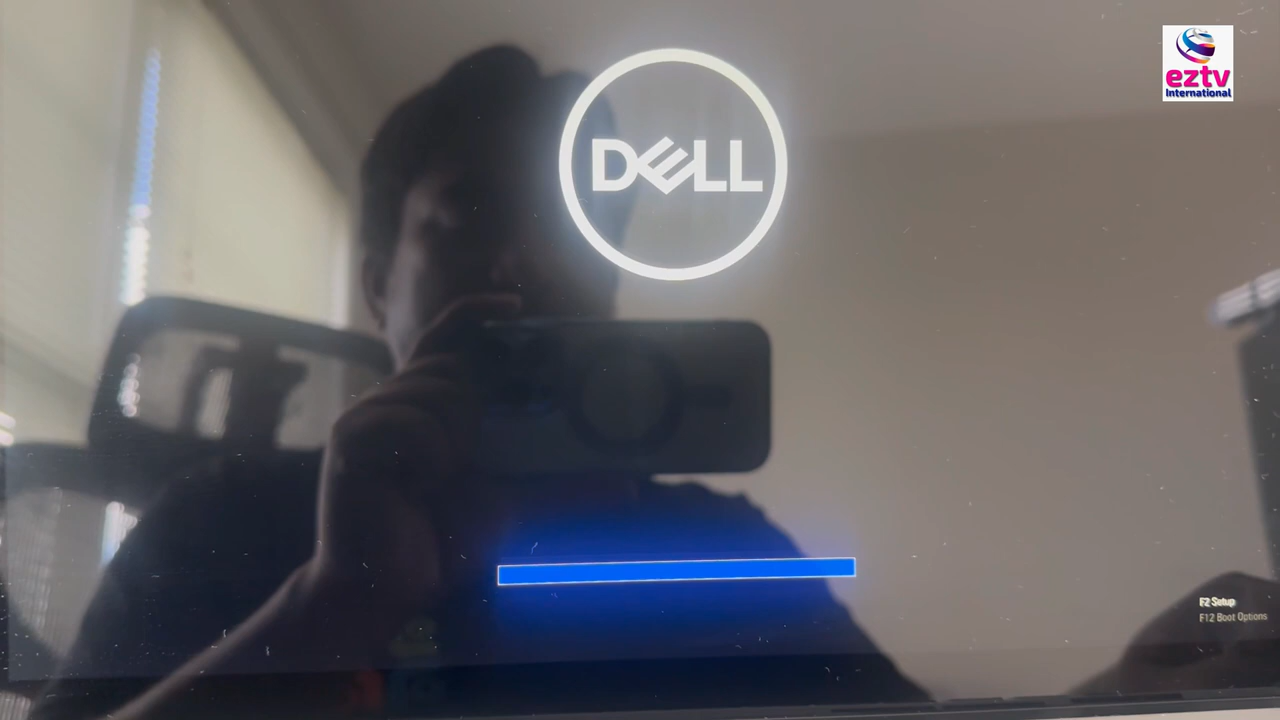 eztv
International
DELL
F2 Setup
F12 Boot Options